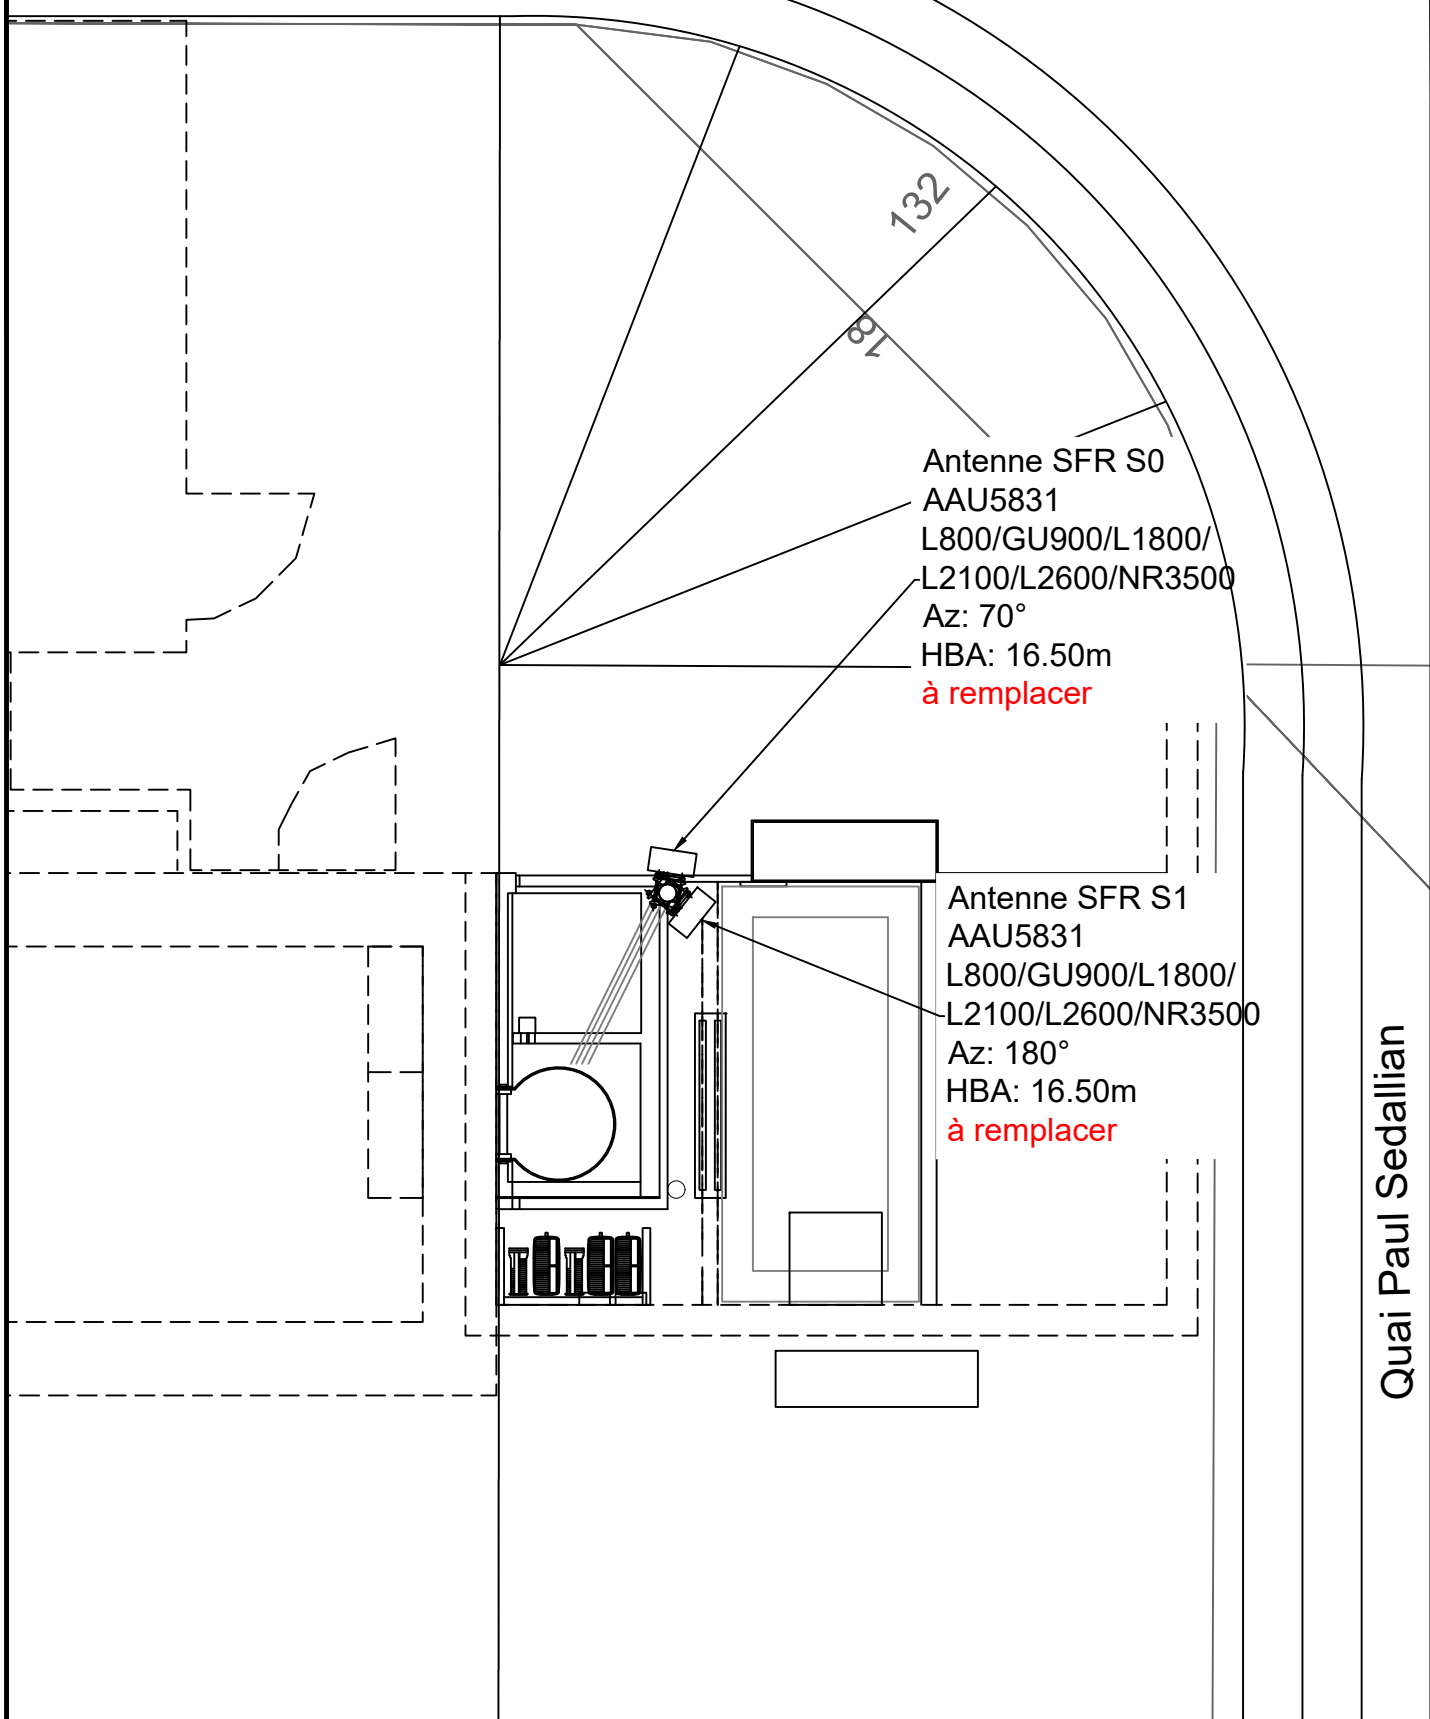 132
18
Antenne SFR S0
AAU5831
L800/GU900/L1800/
L2100/L2600/NR3500
Az: 70°
HBA: 16.50m
à remplacer
Antenne SFR S1
AAU5831
L800/GU900/L1800/
L2100/L2600/NR3500
Az: 180°
HBA: 16.50m
à remplacer
Quai Paul Sedallian